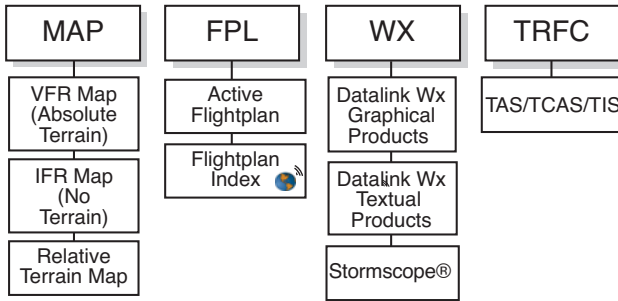 MAP
VFR Map
(Absolute
Terrain)
IFR Map
(No
Terrain)
Relative
Terrain Map
FPL
Active
Flightplan
Flightplan
Index
WX
Datalink Wx
Graphical
Products
Datalink Wx
Textual
Products
Stormscope®
TRFC
TAS/TCAS/TIS